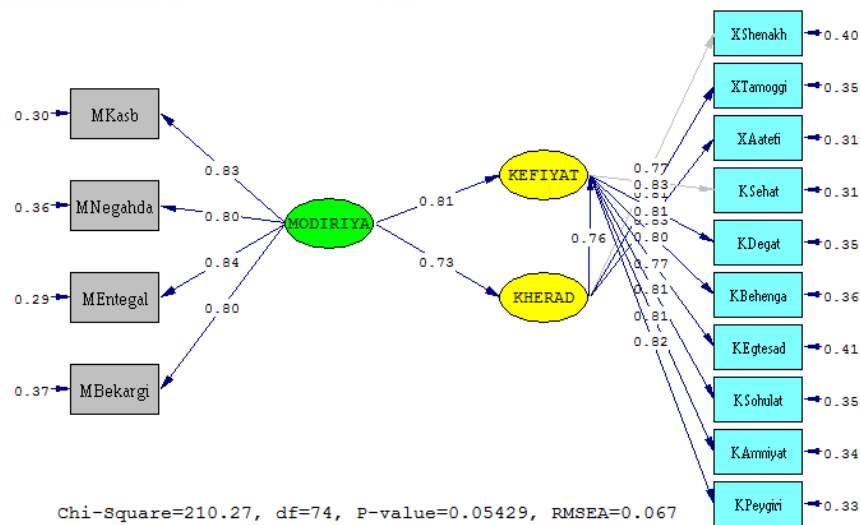 XShenakh 0.40
XTamoggi 0.35
0.30 MKasb
XAatefi 0.31
0.77
0.83
0.83
KEFIYAT
KSehat 0.31
0.36 MNegahda
0.80
0.81
0.81
MODIRIYA
KDegat 0.35
0.76
0.80
0.84
0.73
0.77
0.29 MEntegal
KHERAD
KBehenga 0.36
0.81
0.80
0.81
0.82
KEgtesad 0.41
0.37 MBekargi
KSohulat 0.35
KAmniyat 0.34
KPeygiri 0.33
Chi-Square=210.27, df=74, P-value=0.05429, RMSEA=0.067